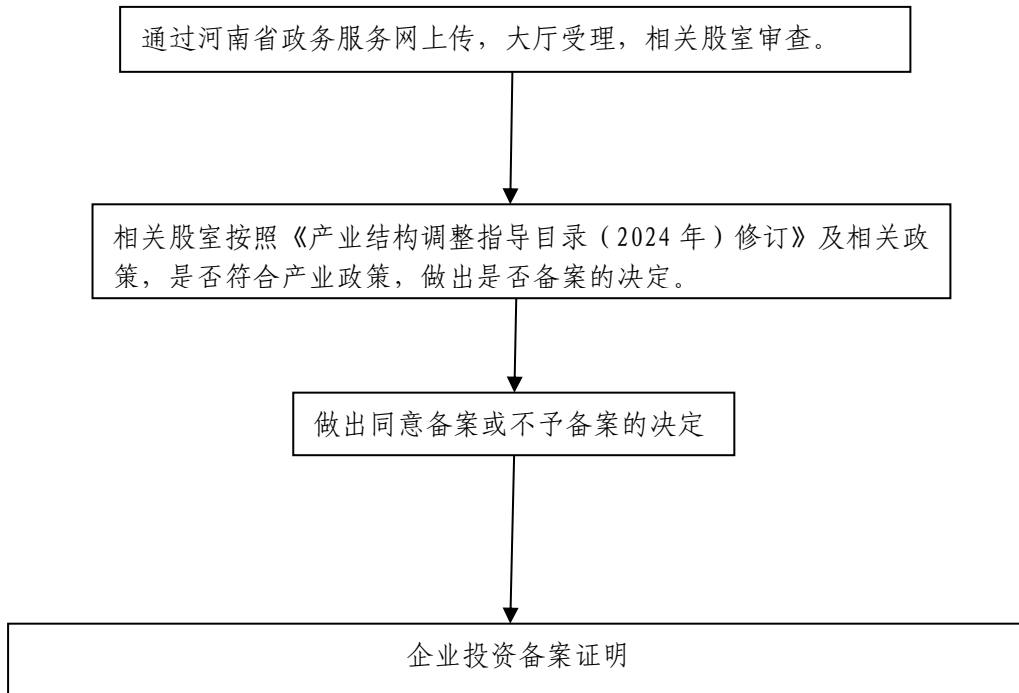 通过河南省政务服务网上传，大厅受理，相关股室审查。
相关股室按照《产业结构调整指导目录（2024 年）修订》及相关政
策，是否符合产业政策，做出是否备案的决定。
做出同意备案或不予备案的决定
企业投资备案证明